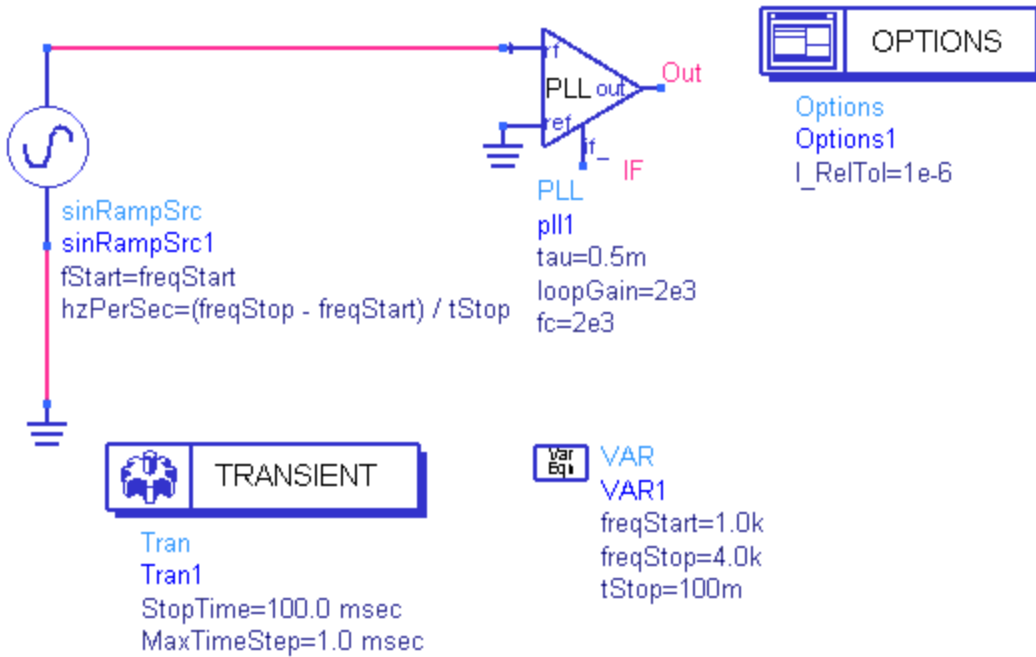 rf
PLL out
ref
if_
Out
IF
OPTIONS
Options
Options1
I_RelTol=1e-6
sinRampSrc
sinRampSrc1
fStart=freqStart
hzPerSec=(freqStop - freqStart) / tStop
PLL
pll1
tau=0.5m
loopGain=2e3
fc=2e3
TRANSIENT
Tran
Tran1
StopTime=100.0 msec
MaxTimeStep=1.0 msec
Var
Eqn
VAR
VAR1
freqStart=1.0k
freqStop=4.0k
tStop=100m